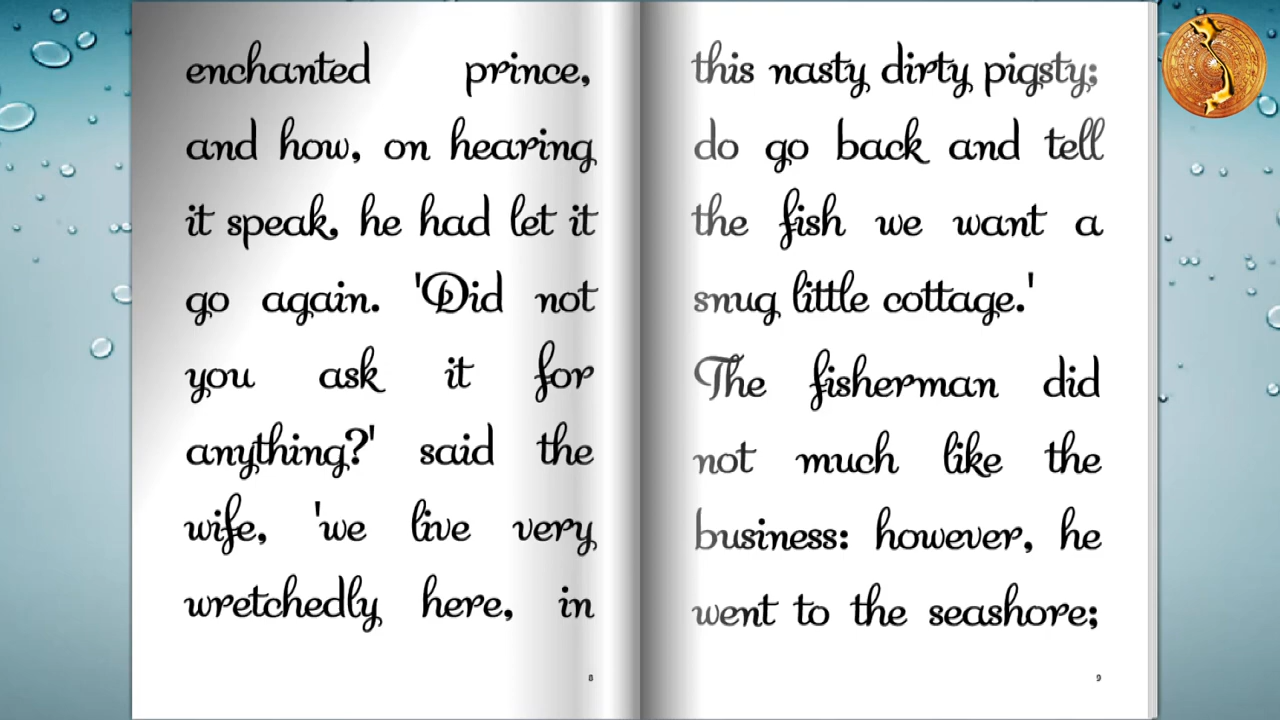 enchanted prince,
and how, on hearing
it speak, he had let it
go again. 'Did not
you ask it for
anything?' said the
wife, 'we live very
wretchedly here, in
8
this nasty dirty pigsty;
do go back and tell
the fish we want a
snug little cottage.'
The fisherman did
not much like the
business: however, he
went to the seashore;
9